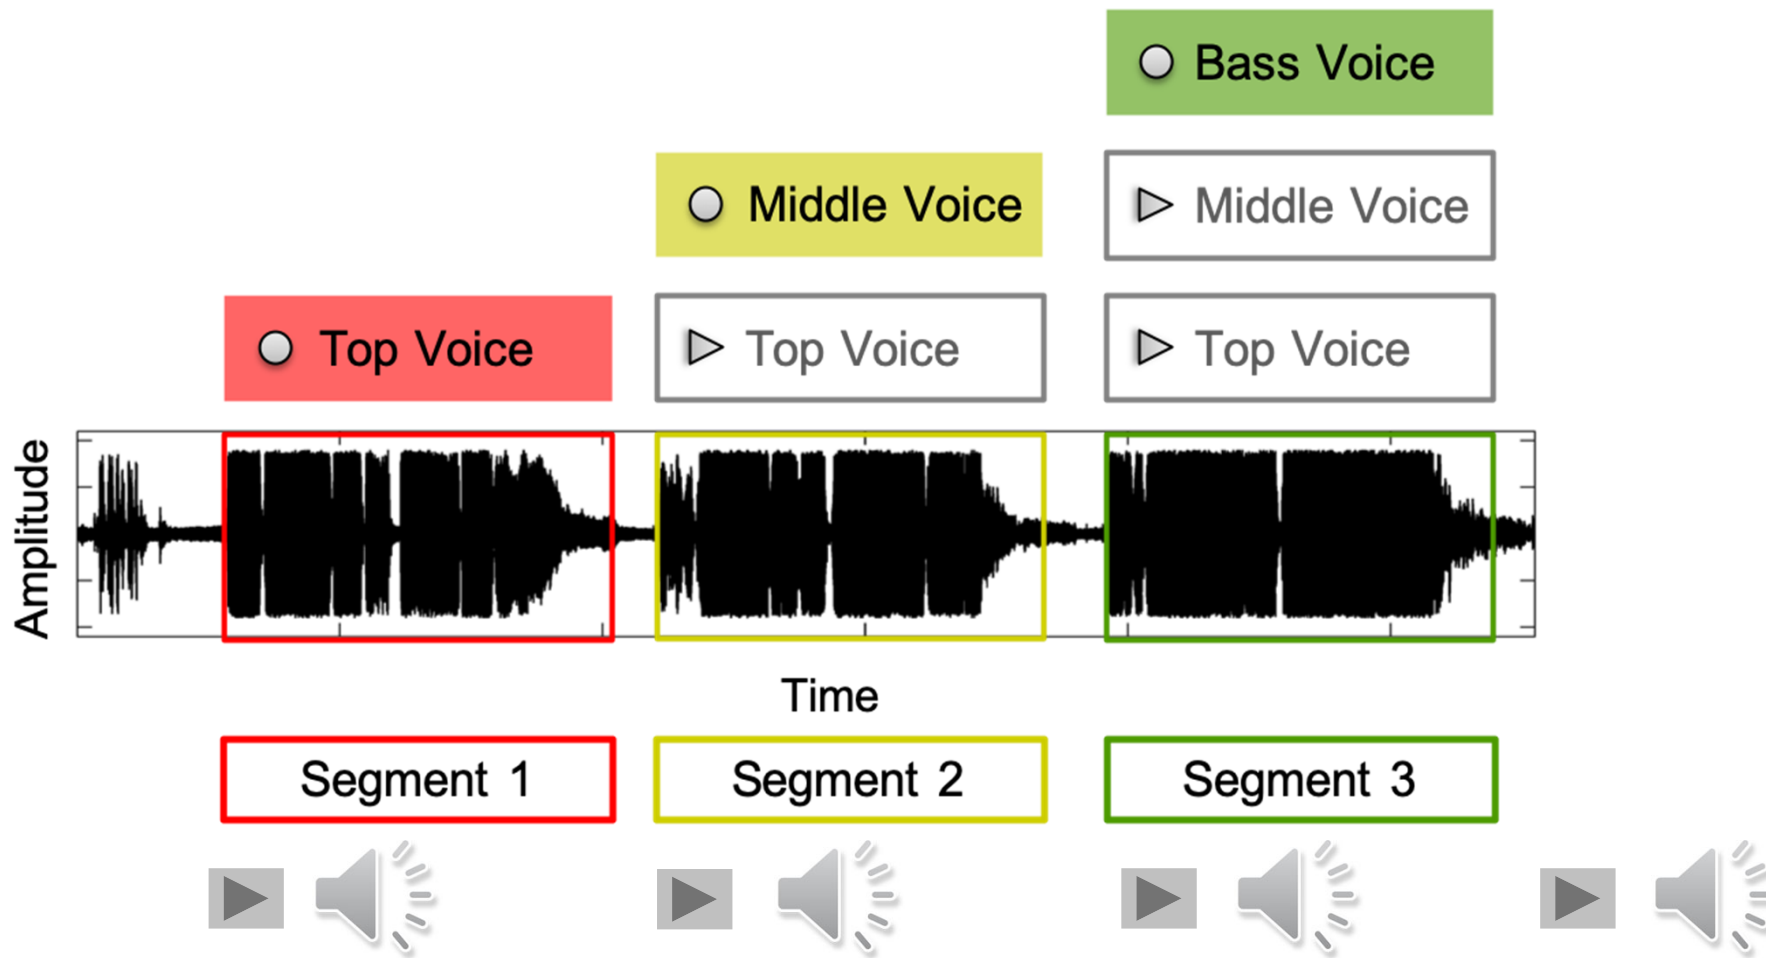 Bass Voice
Middle Voice
Middle Voice
Top Voice
Top Voice
Top Voice
Amplitude
Time
Segment 1
Segment 2
Segment 3